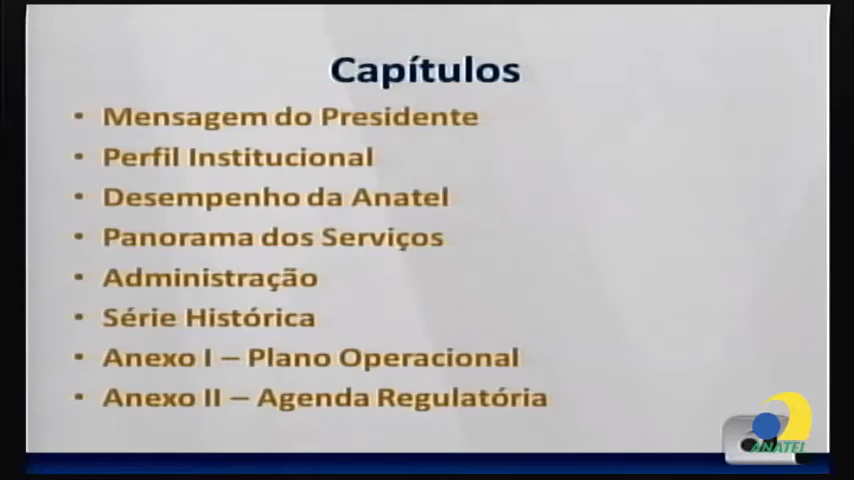 Capítulos
• Mensagem do Presidente
• Perfil Institucional
• Desempenho da Anatel
• Panorama dos Serviços
• Administração
• Série Histórica
• Anexo I – Plano Operacional
• Anexo II – Agenda Regulatória
ANATEL